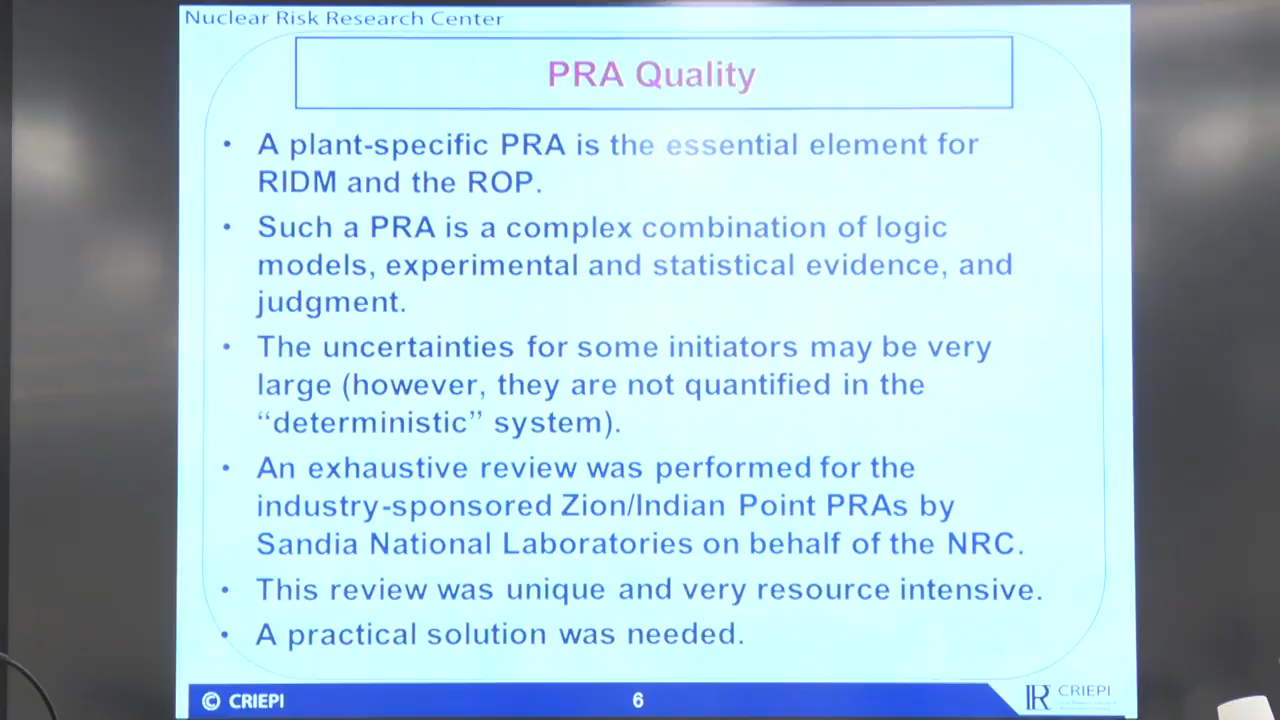 Nuclear Risk Research Center
PRA Quality
• A plant-specific PRA is the essential element for
RIDM and the ROP.
• Such a PRA is a complex combination of logic
models, experimental and statistical evidence, and
judgment.
• The uncertainties for some initiators may be very
large (however, they are not quantified in the
“deterministic” system).
• An exhaustive review was performed for the
industry-sponsored Zion/Indian Point PRAs by
Sandia National Laboratories on behalf of the NRC.
• This review was unique and very resource intensive.
• A practical solution was needed.
© CRIEPI
6
CRIEPI